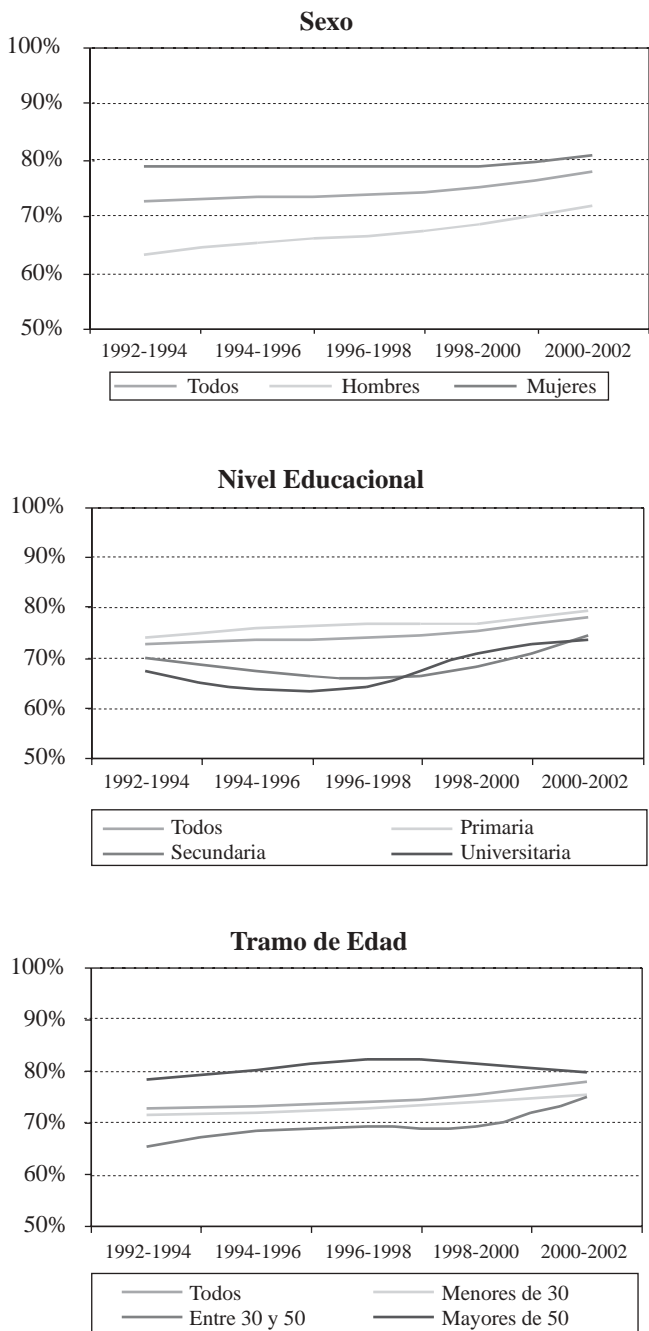 Sexo
100%
90%
80%
70%
60%
50%
1992-1994 1994-1996 1996-1998 1998-2000 2000-2002
Todos Hombres Mujeres
Nivel Educacional
100%
90%
80%
70%
60%
50%
1992-1994 1994-1996 1996-1998 1998-2000 2000-2002
Todos Primaria
Secundaria Universitaria
Tramo de Edad
100%
90%
80%
70%
60%
50%
1992-1994 1994-1996 1996-1998 1998-2000 2000-2002
Todos Menores de 30
Entre 30 y 50 Mayores de 50